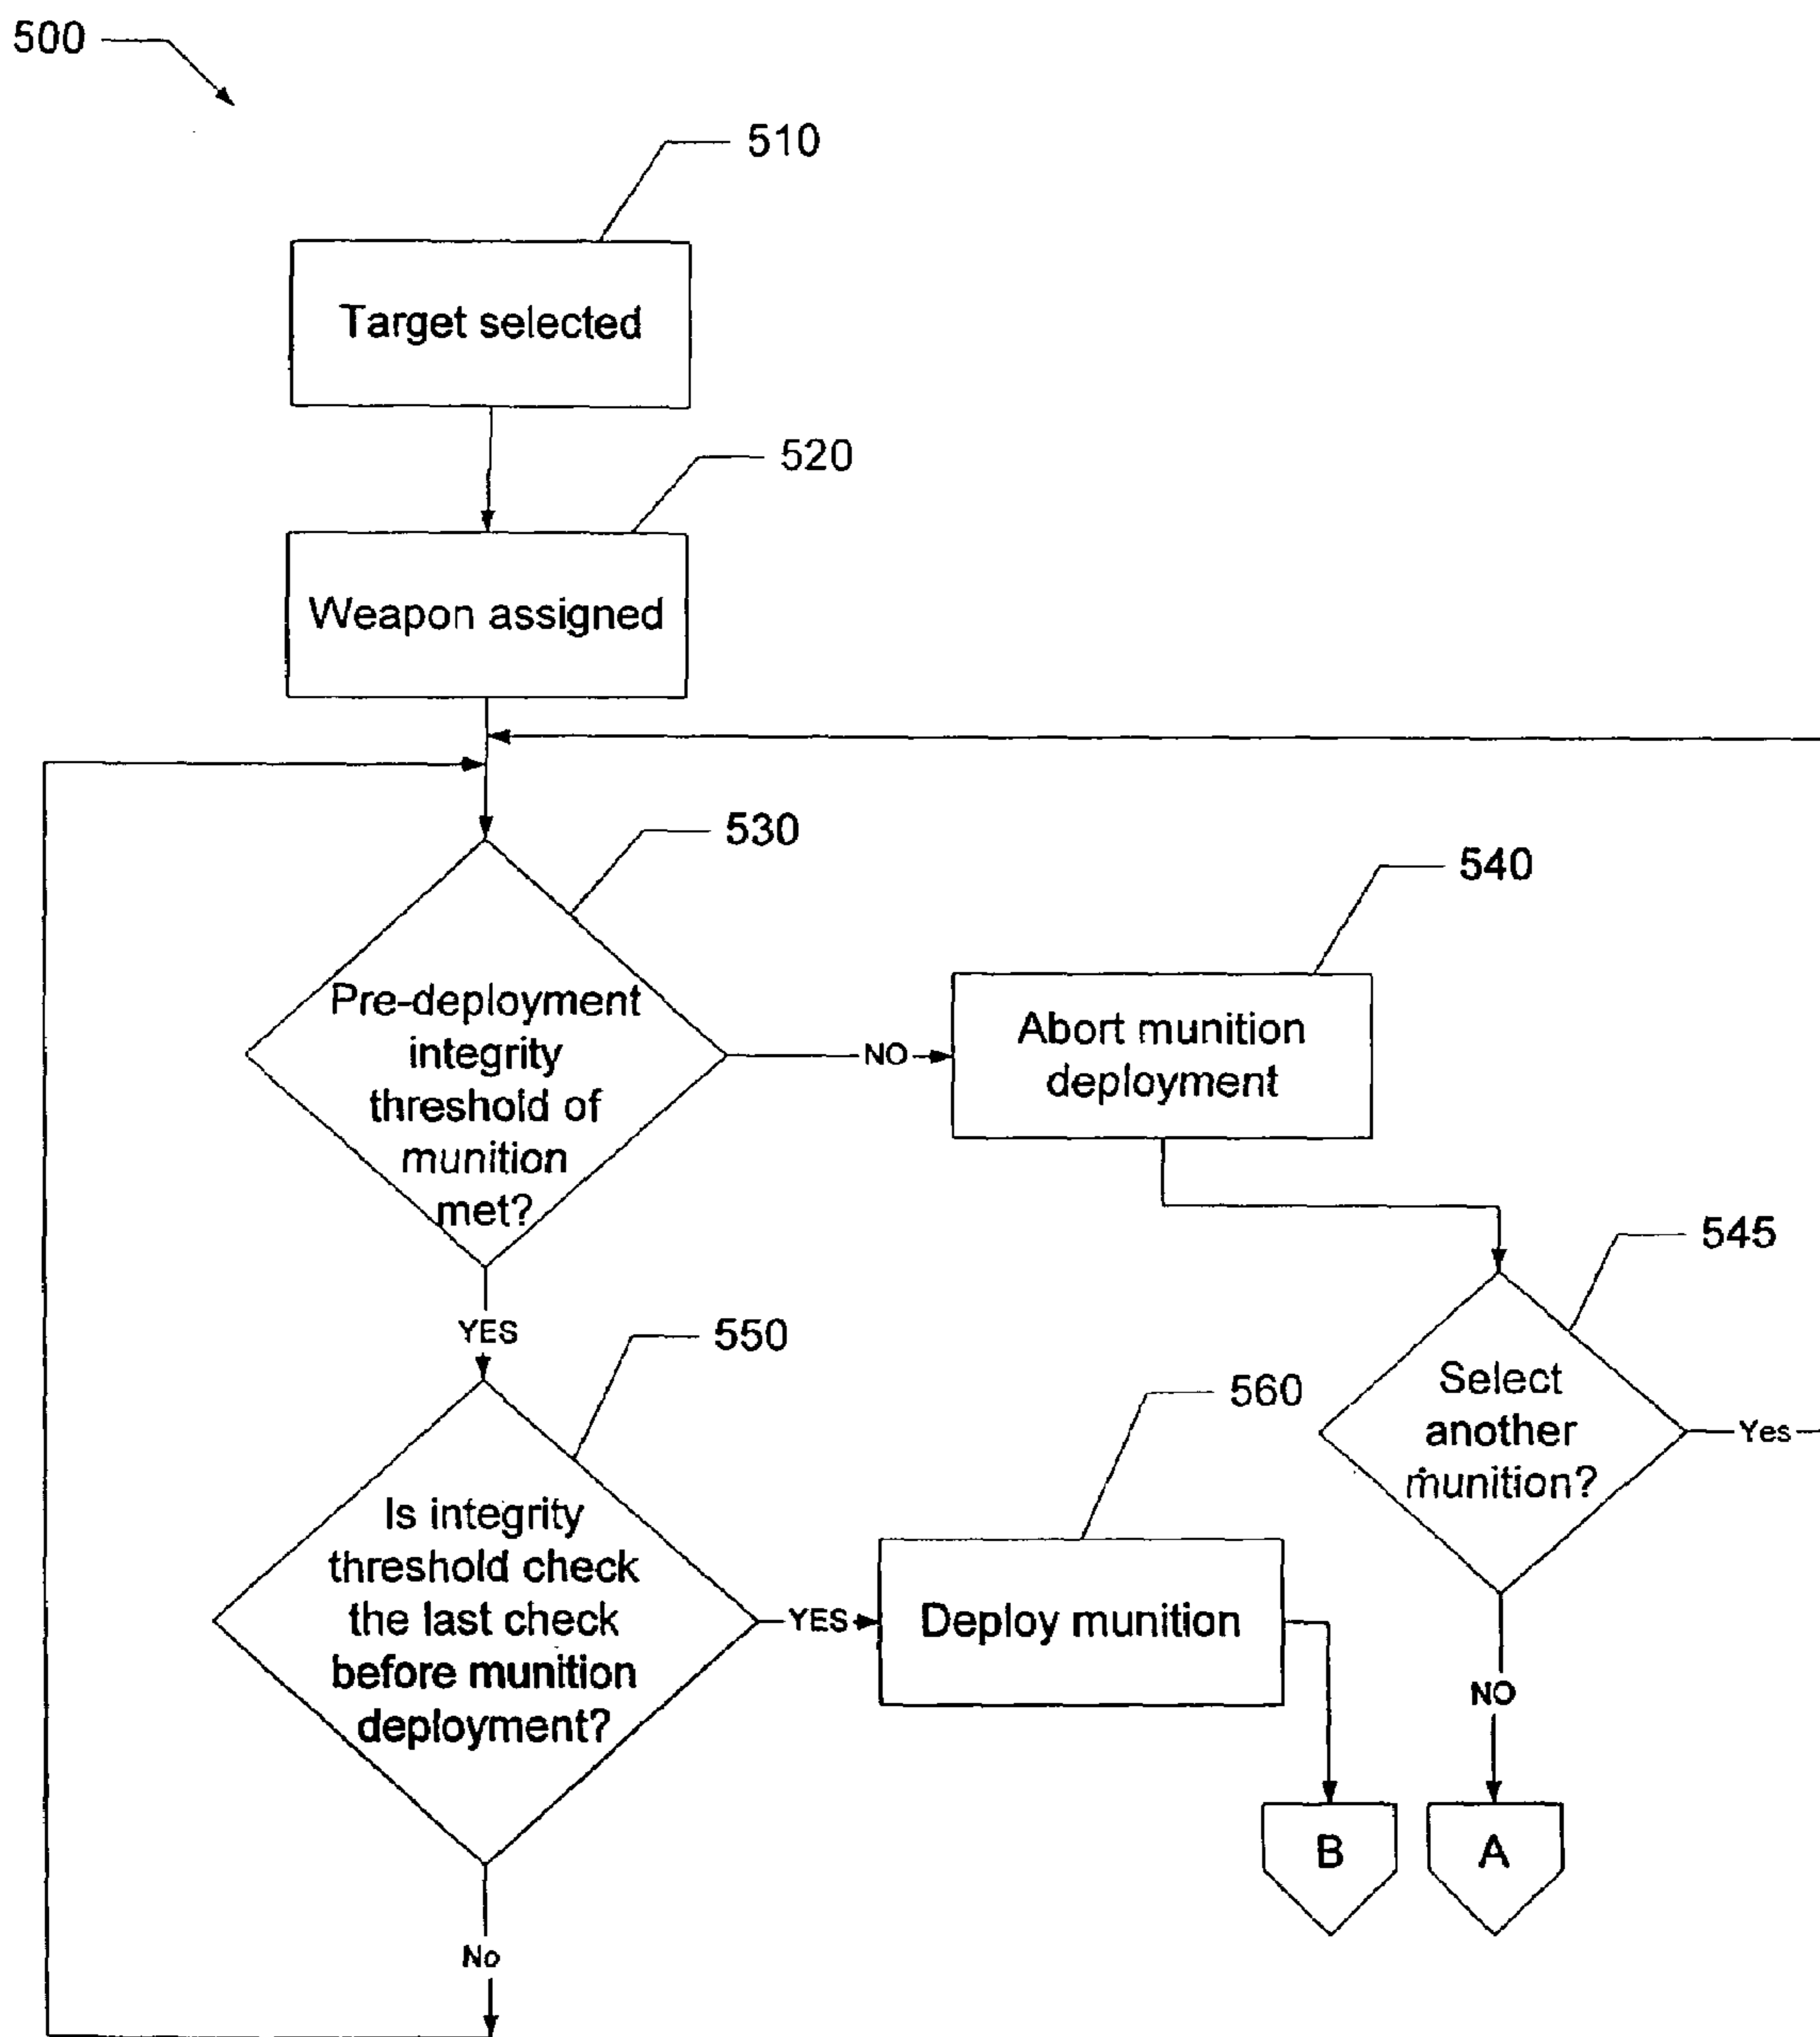 500
510
Target selected
520
Weapon assigned
530
540
Pre-deployment
integrity
threshold of
munition
met?
NO
Abort munition
deployment
545
YES
550
560
Select
another
munition?
Yes
Is integrity
threshold check
the last check
before munition
deployment?
YES
Deploy munition
NO
B
A
No